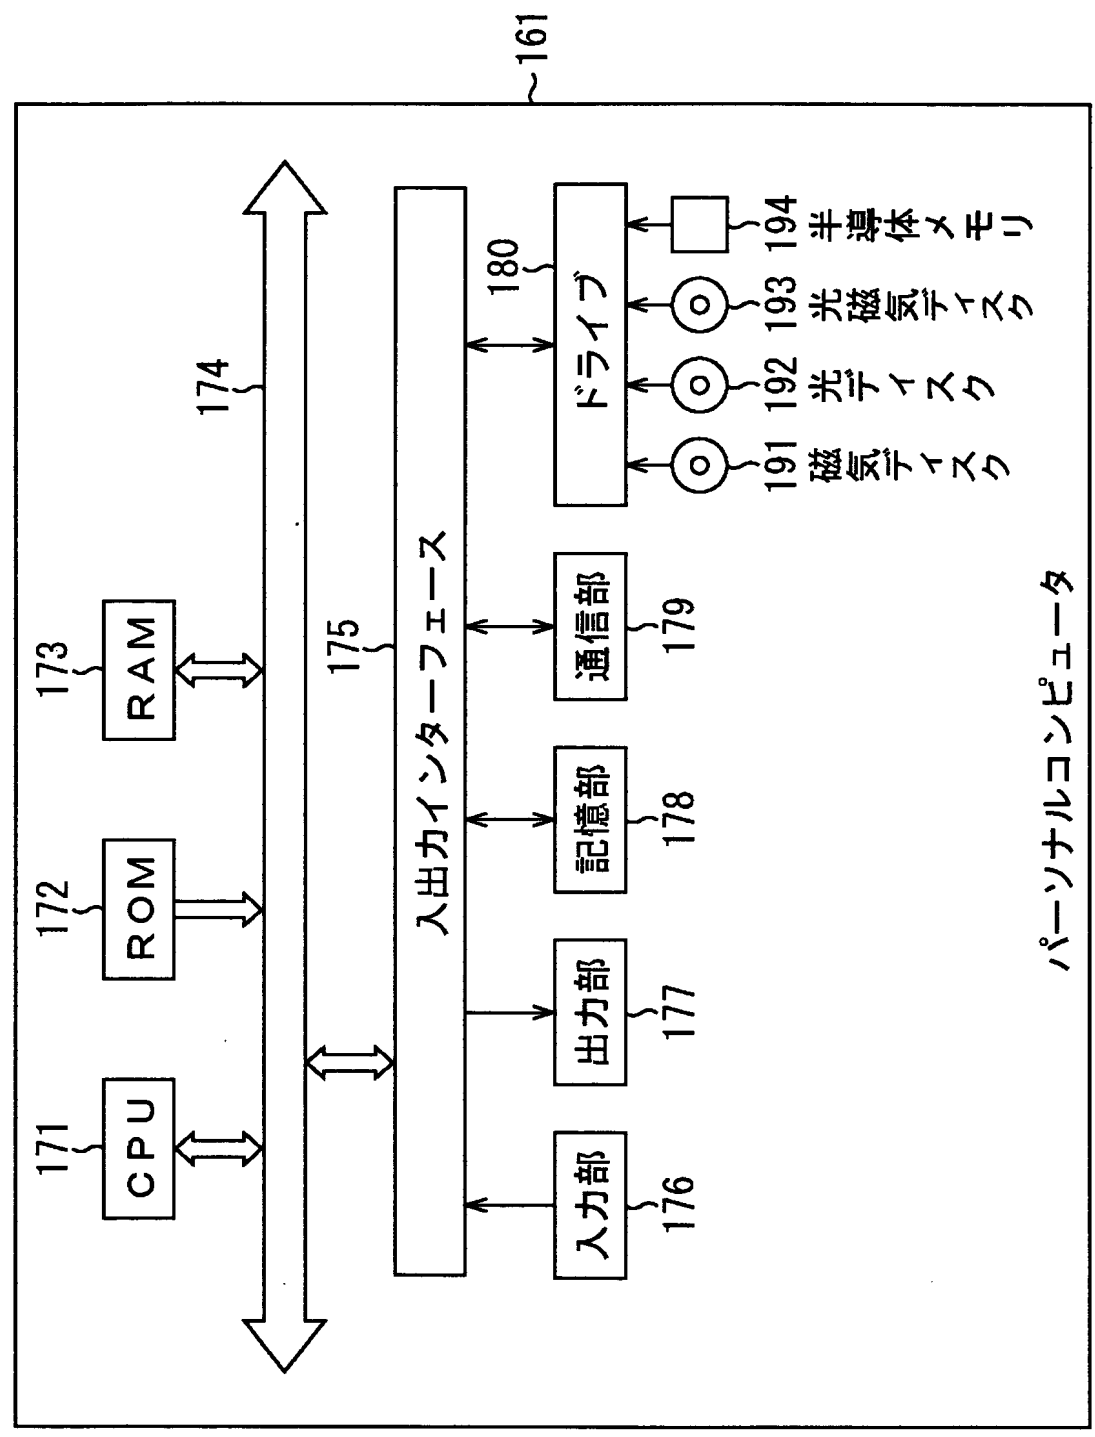 161
171
172
173
CPU
ROM
RAM
174
175
入出力インターフェース
180
入力部
出力部
記憶部
通信部
ドライブ
176
177
178
179
191
192
193
194
磁気ディスク
光ディスク
光磁気ディスク
半導体メモリ
パーソナルコンピュータ